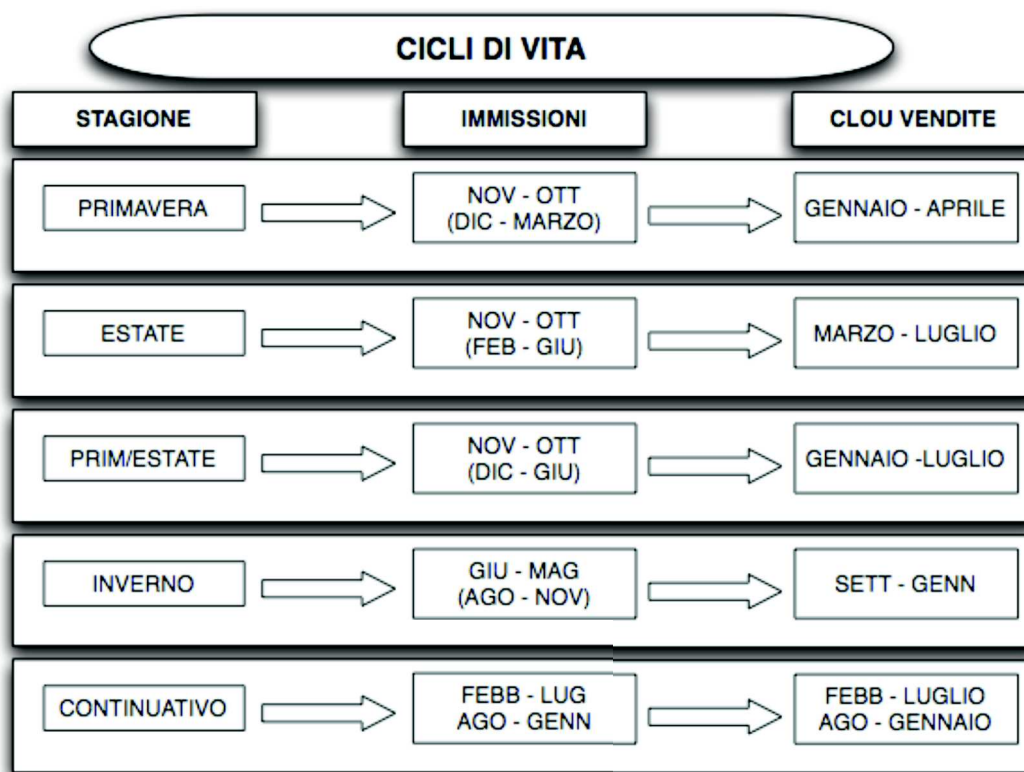 CICLI DI VITA
STAGIONE
IMMISSIONI
CLOU VENDITE
PRIMAVERA
NOV - OTT
(DIC - MARZO)
GENNAIO - APRILE
ESTATE
NOV - OTT
(FEB - GIU)
MARZO - LUGLIO
PRIM/ESTATE
NOV - OTT
(DIC - GIU)
GENNAIO -LUGLIO
INVERNO
GIU - MAG
(AGO - NOV)
SETT - GENN
CONTINUATIVO
FEBB - LUG
AGO - GENN
FEBB - LUGLIO
AGO - GENNAIO